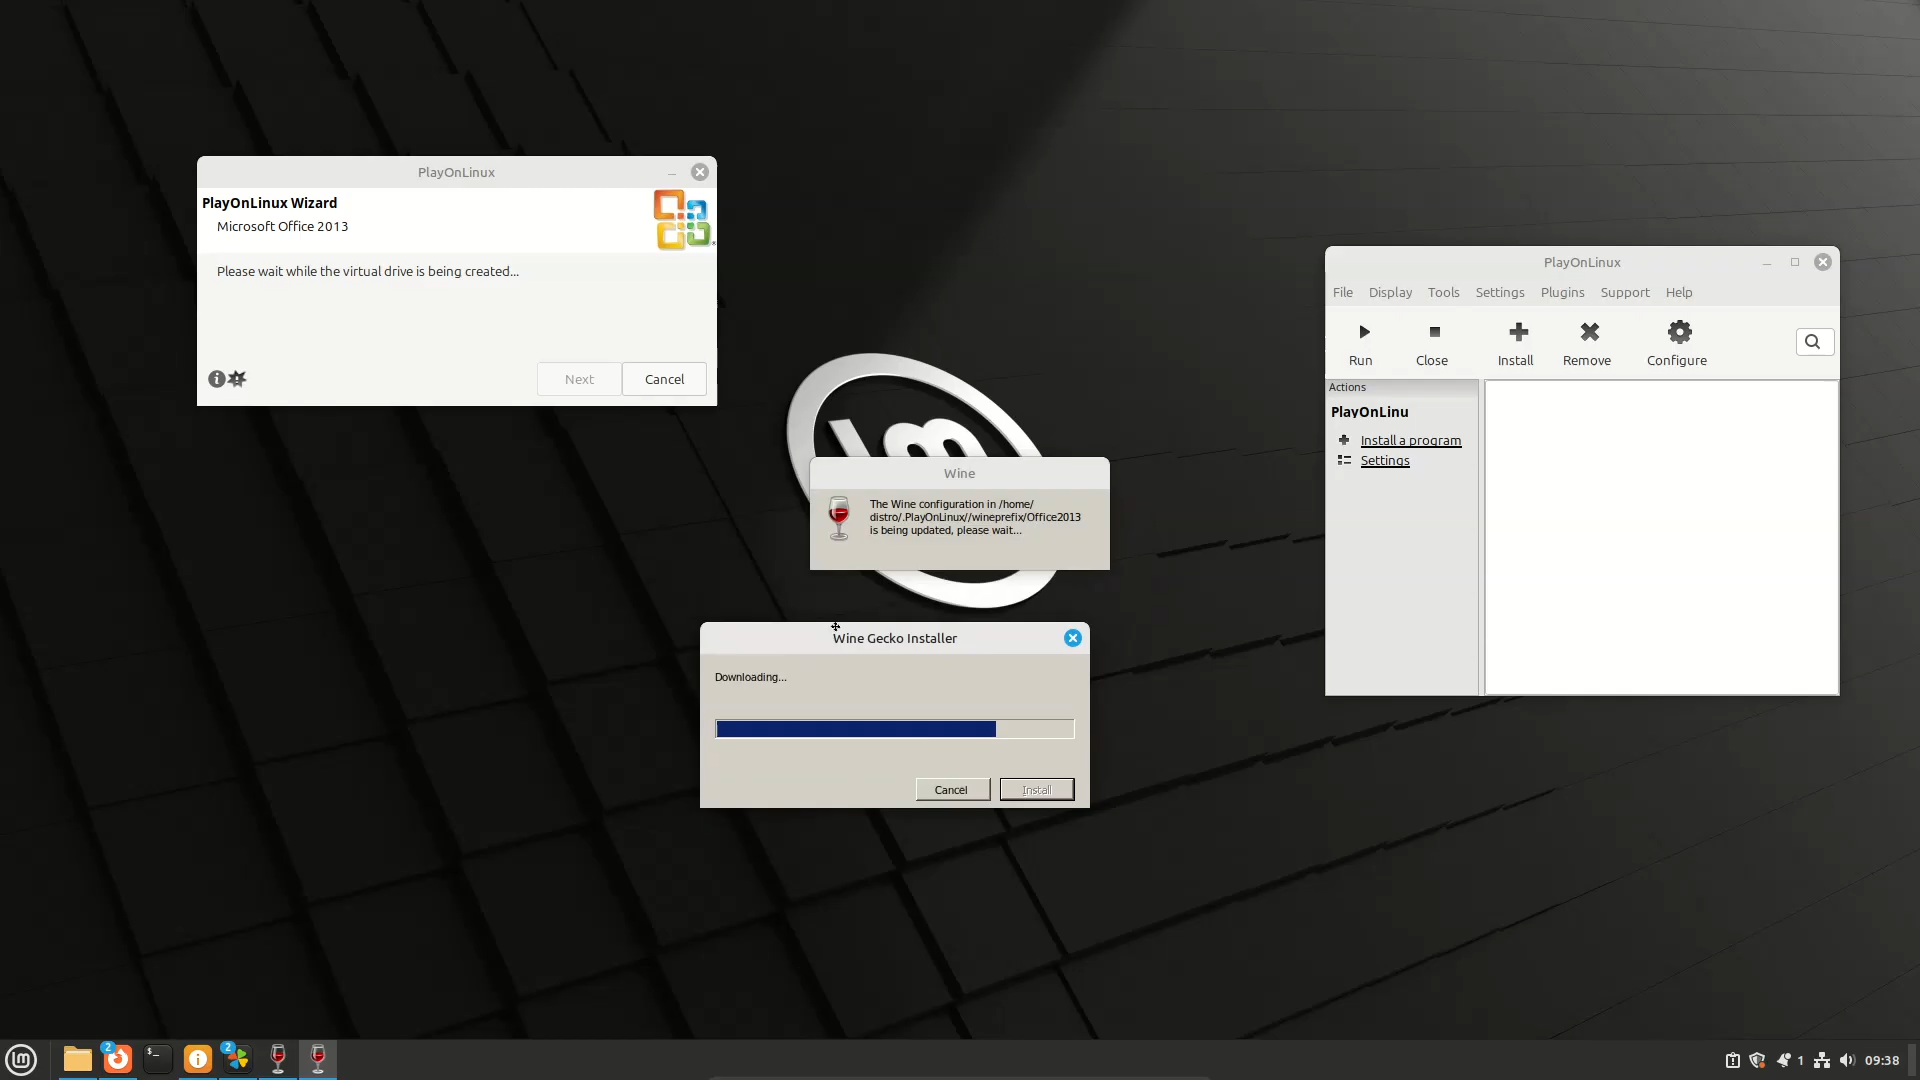 PlayOnLinux
PlayOnLinux Wizard
Microsoft Office 2013
Please wait while the virtual drive is being created...
Next
Cancel
PlayOnLinux
File
Display
Tools
Settings
Plugins
Support
Help
Run
Close
Install
Remove
Configure
Actions
PlayOnLinu
Install a program
Settings
Wine
The Wine configuration in /home/
distro/.PlayOnLinux//wineprefix/Office2013
is being updated, please wait...
Wine Gecko Installer
Downloading...
Cancel
Install
2
$_
2
1
09:38